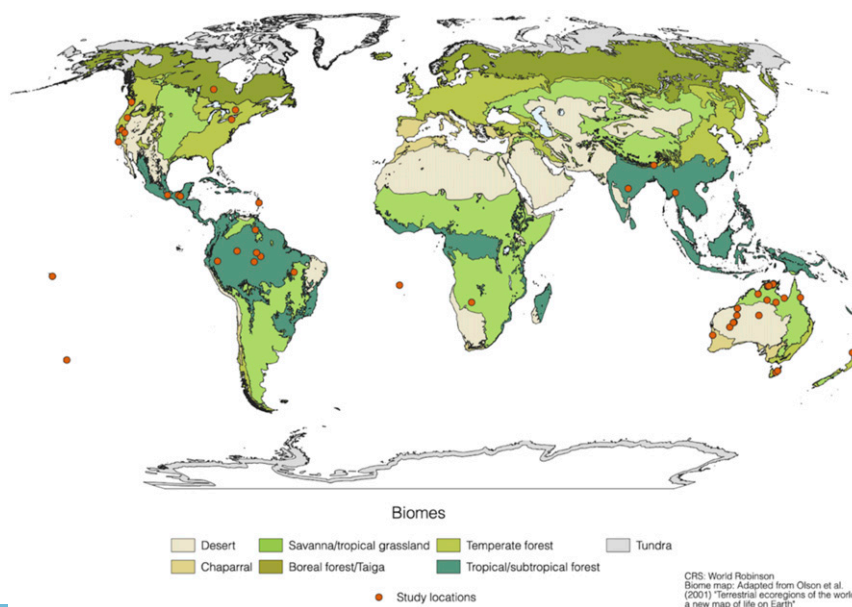 Biomes
Desert
Savanna/tropical grassland
Temperate forest
Tundra
Chaparral
Boreal forest/Taiga
Tropical/subtropical forest
Study locations
CRS: World Robinson
Biome map: Adapted from Olson et al.
(2001) "Terrestrial ecoregions of the world
a new map of life on Earth"